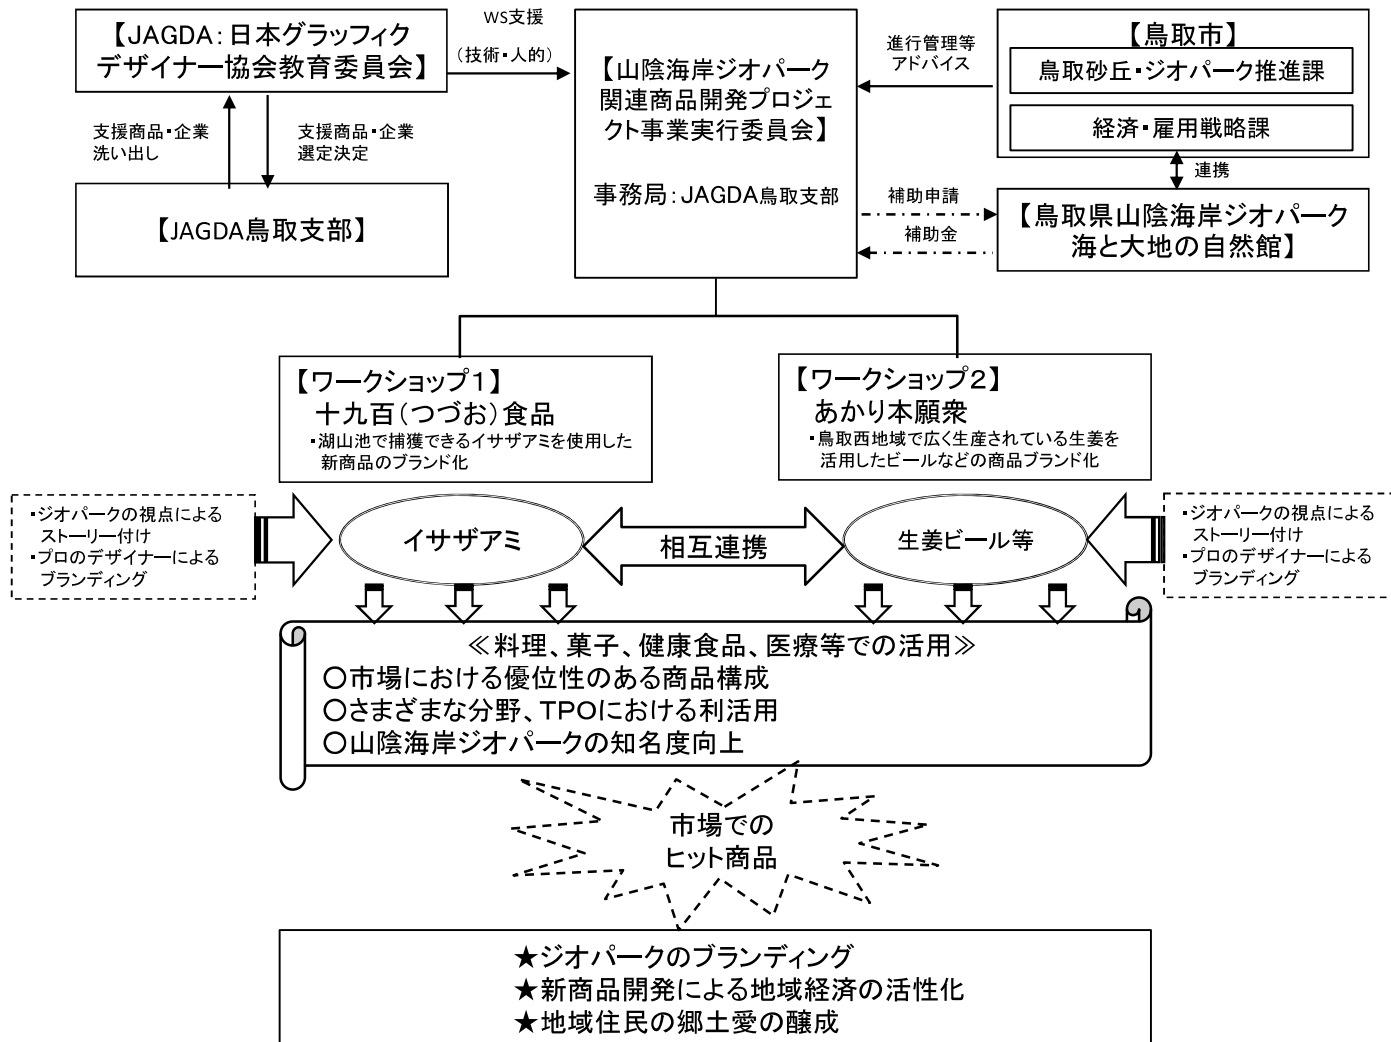 【JAGDA：日本グラッフィク
デザイナー協会教育委員会】
WS支援
（技術・人的）
支援商品・企業
洗い出し
支援商品・企業
選定決定
【JAGDA鳥取支部】
【山陰海岸ジオパーク
関連商品開発プロジェ
クト事業実行委員会】
事務局：JAGDA鳥取支部
進行管理等
アドバイス
【鳥取市】
鳥取砂丘・ジオパーク推進課
経済・雇用戦略課
連携
補助申請
補助金
【鳥取県山陰海岸ジオパーク
海と大地の自然館】
【ワークショップ１】
十九百（つづお）食品
・湖山池で捕獲できるイサザアミを使用した
新商品のブランド化
【ワークショップ２】
あかり本願衆
・鳥取西地域で広く生産されている生姜を
活用したビールなどの商品ブランド化
・ジオパークの視点による
ストーリー付け
・プロのデザイナーによる
ブランディング
イサザアミ
相互連携
生姜ビール等
・ジオパークの視点による
ストーリー付け
・プロのデザイナーによる
ブランディング
≪料理、菓子、健康食品、医療等での活用≫
○市場における優位性のある商品構成
○さまざまな分野、ＴＰＯにおける利活用
○山陰海岸ジオパークの知名度向上
市場での
ヒット商品
★ジオパークのブランディング
★新商品開発による地域経済の活性化
★地域住民の郷土愛の醸成